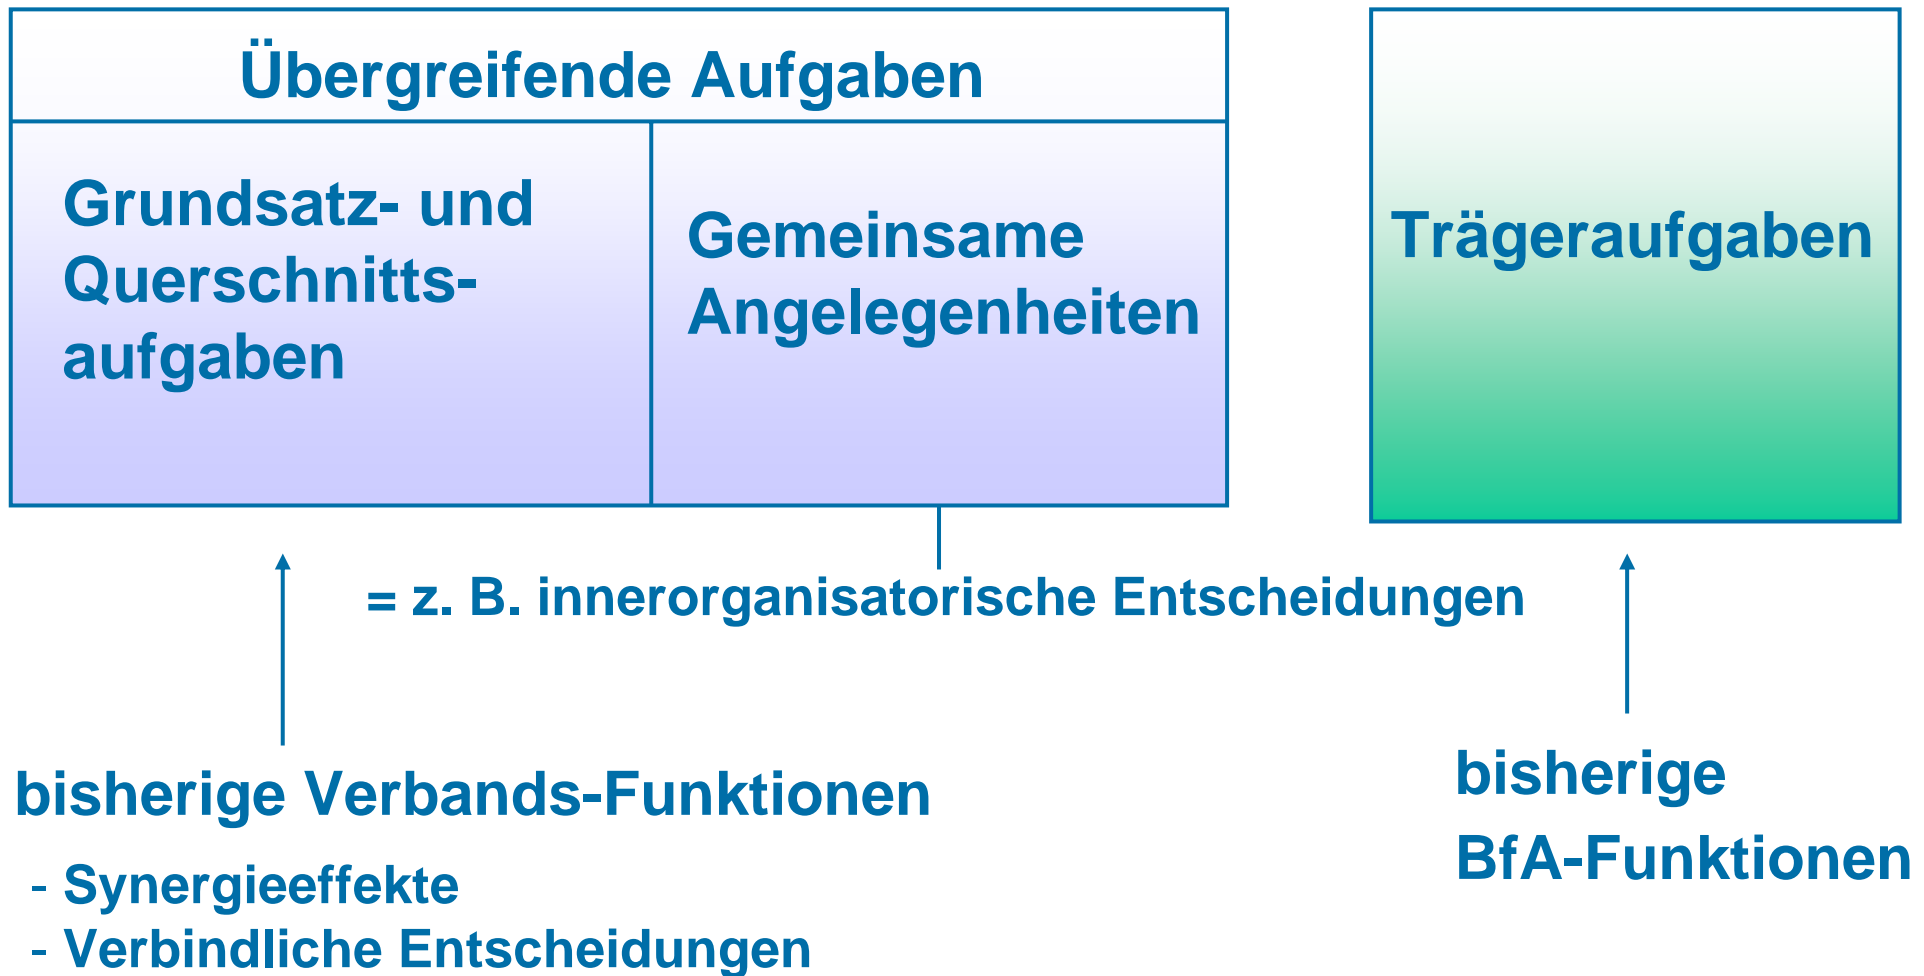 Übergreifende Aufgaben
Grundsatz- und
Querschnitts-
aufgaben
Gemeinsame
Angelegenheiten
Trägeraufgaben
= z. B. innerorganisatorische Entscheidungen
bisherige Verbands-Funktionen
- Synergieeffekte
- Verbindliche Entscheidungen
bisherige
BfA-Funktionen